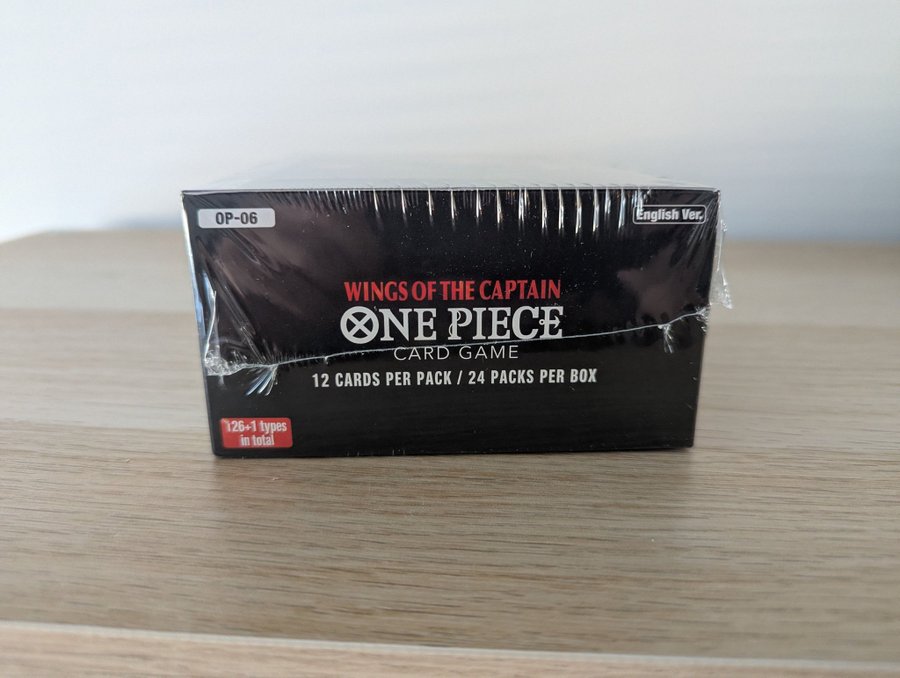 OP-06
English Ver.
WINGS OF THE CAPTAIN
ONE PIECE
CARD GAME
12 CARDS PER PACK / 24 PACKS PER BOX
126+1 types
in total